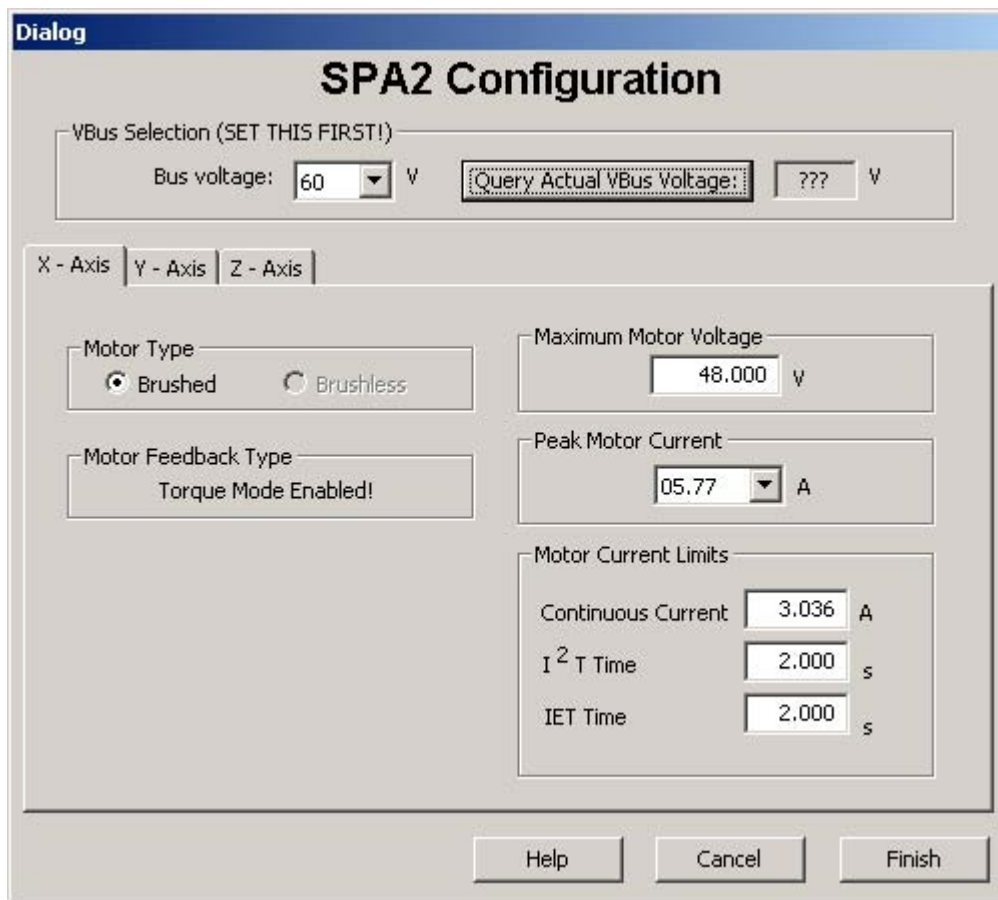 Dialog
SPA2 Configuration
VBus Selection (SET THIS FIRST!)
Bus voltage: 60 V Query Actual VBus Voltage: ??? V
X - Axis Y - Axis Z - Axis
Motor Type
Brushed Brushless
Motor Feedback Type
Torque Mode Enabled!
Maximum Motor Voltage
48.000 V
Peak Motor Current
05.77 A
Motor Current Limits
Continuous Current 3.036 A
I 2 T Time 2.000 s
IET Time 2.000 s
Help Cancel Finish